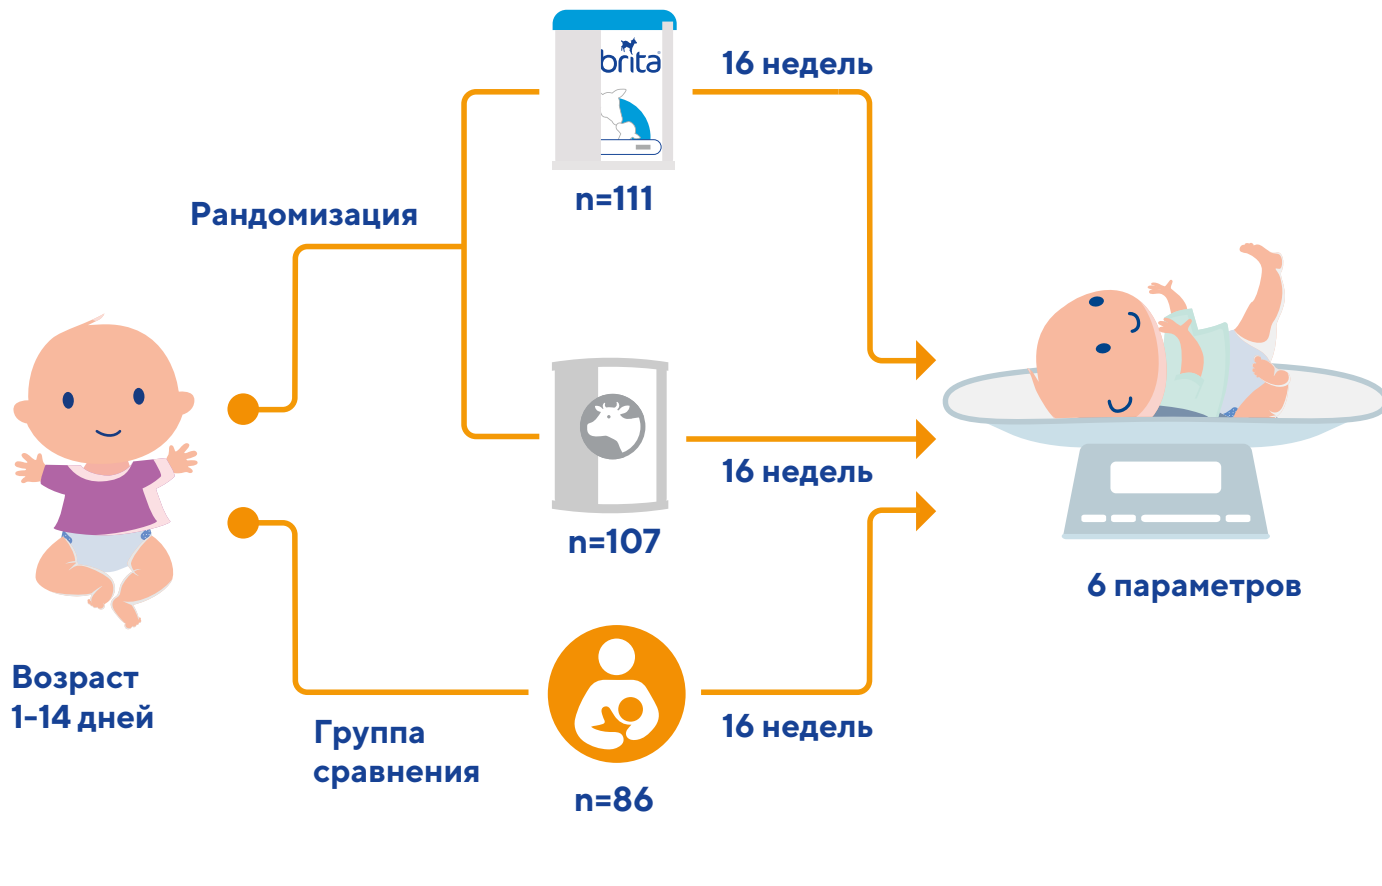 brita
16 недель
n=111
Рандомизация
16 недель
n=107
Возраст
1-14 дней
Группа
сравнения
16 недель
n=86
6 параметров